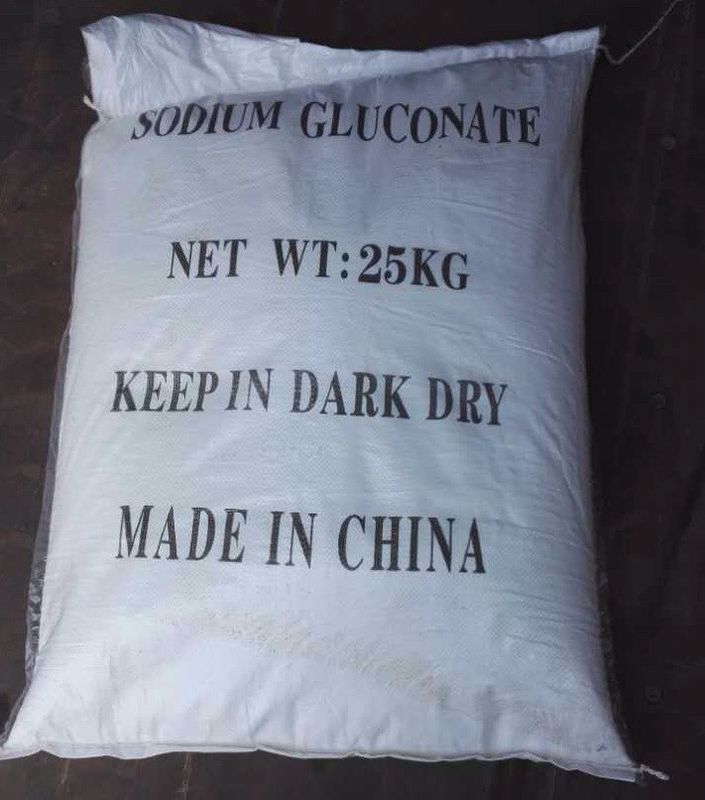 SODIUM GLUCONATE
NET WT: 25KG
KEEP IN DARK DRY
MADE IN CHINA